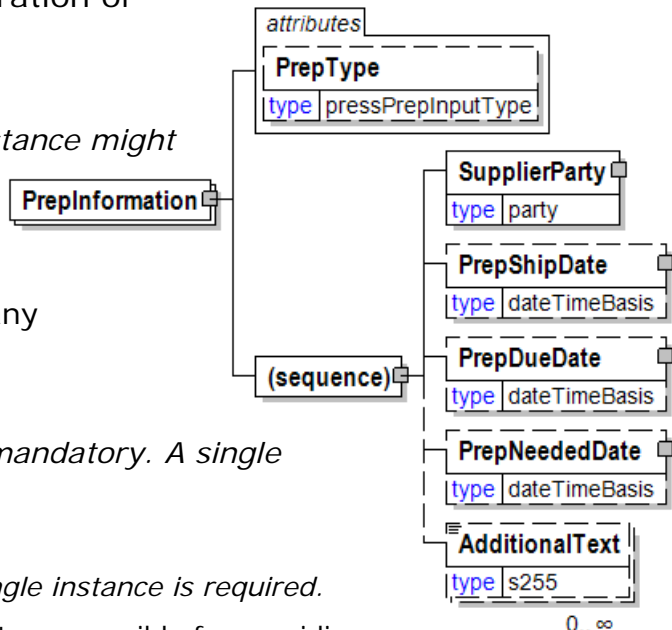 ration of
attributes
PrepType
type pressPrepInputType
stance might
PrepInformation
SupplierParty
type party
PrepShipDate
type dateTimeBasis
ny
PrepDueDate
type dateTimeBasis
(sequence)
mandatory. A single
PrepNeededDate
type dateTimeBasis
AdditionalText
type s255
ngle instance is required.
0 ∞